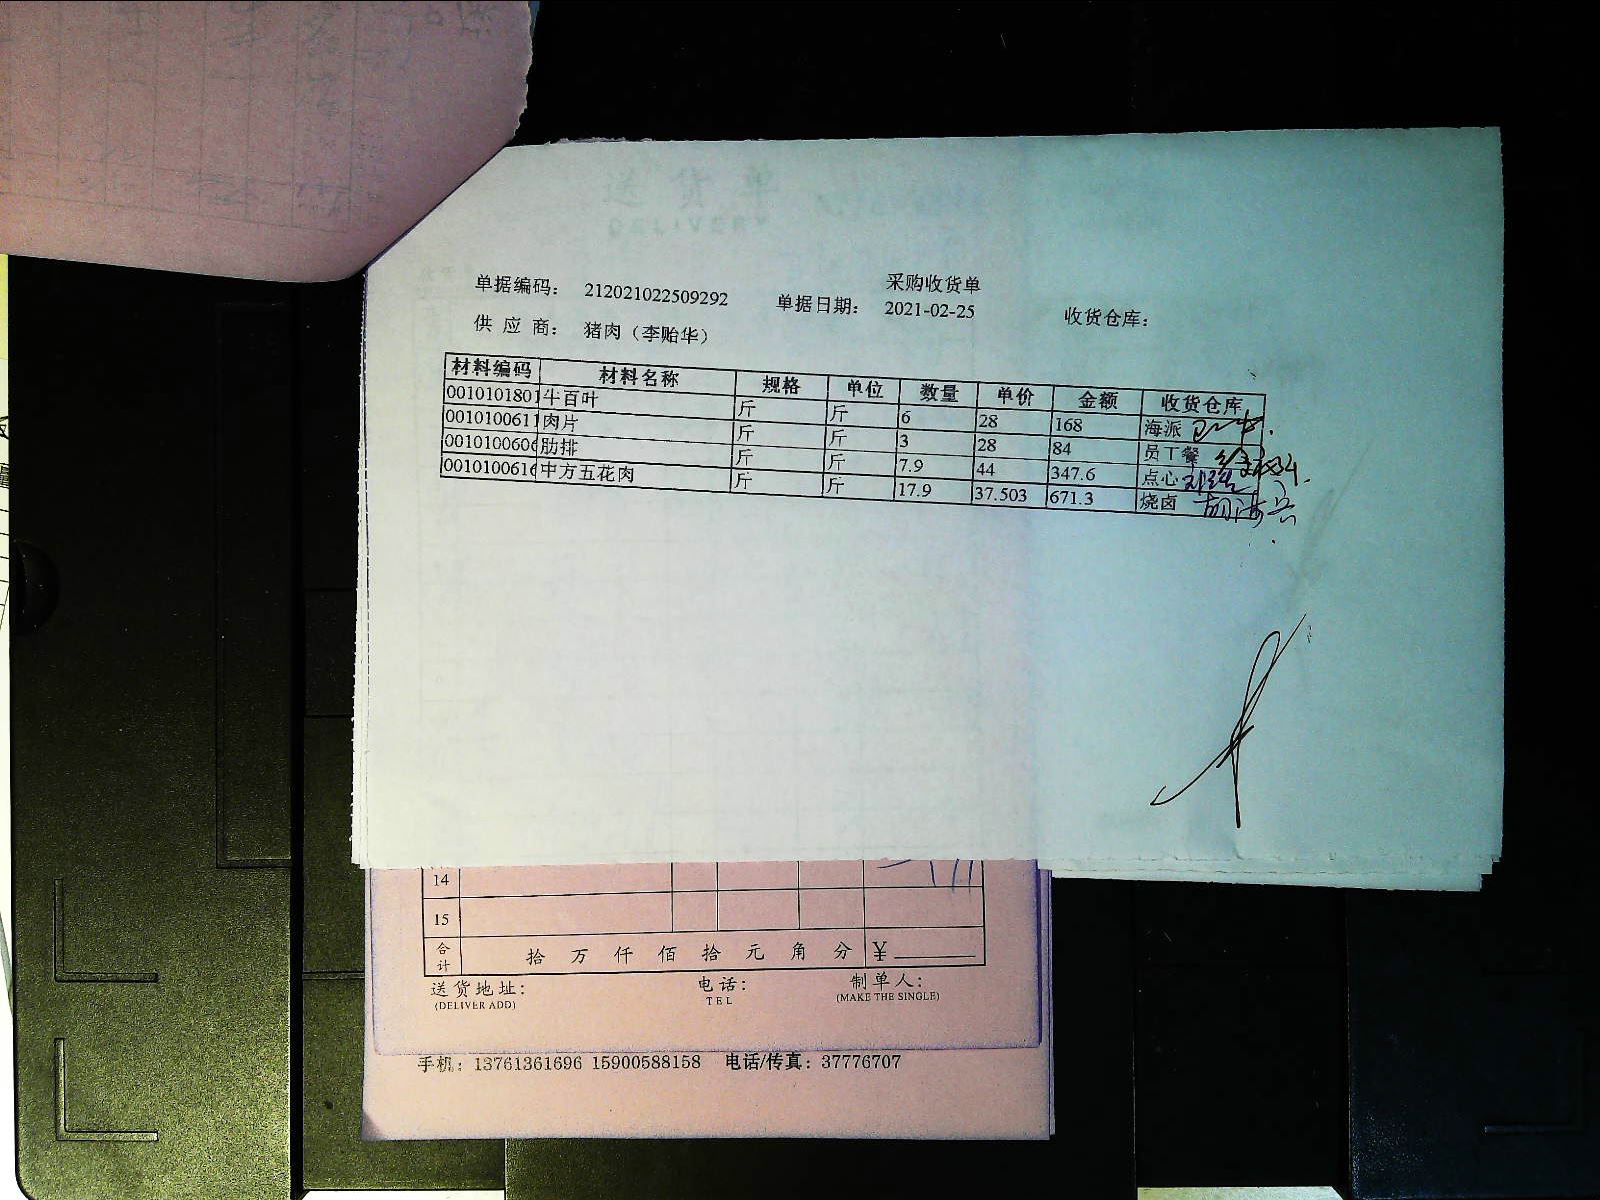 送货单
DELIVERY
采购收货单
单据编码： 212021022509292 单据日期： 2021-02-25 收货仓库：
供 应 商： 猪肉（李贻华）
材料编码 材料名称 规格 单位 数量 单价 金额 收货仓库
0010101801 牛百叶 斤 斤 6 28 168 海派
001010061 肉片 斤 斤 3 28 84 员工餐
001010060 肋排 斤 斤 7.9 44 347.6 点心
001010061 中方五花肉 斤 斤 17.9 37.503 671.3 烧卤
14
15
合计 拾 万 仟 佰 拾 元 角 分 ¥
送货地址： 电话： 制单人：
(DELIVER ADD) TEL (MAKE THE SINGLE)
手机：13761361696 15900588158 电话/传真：37776707